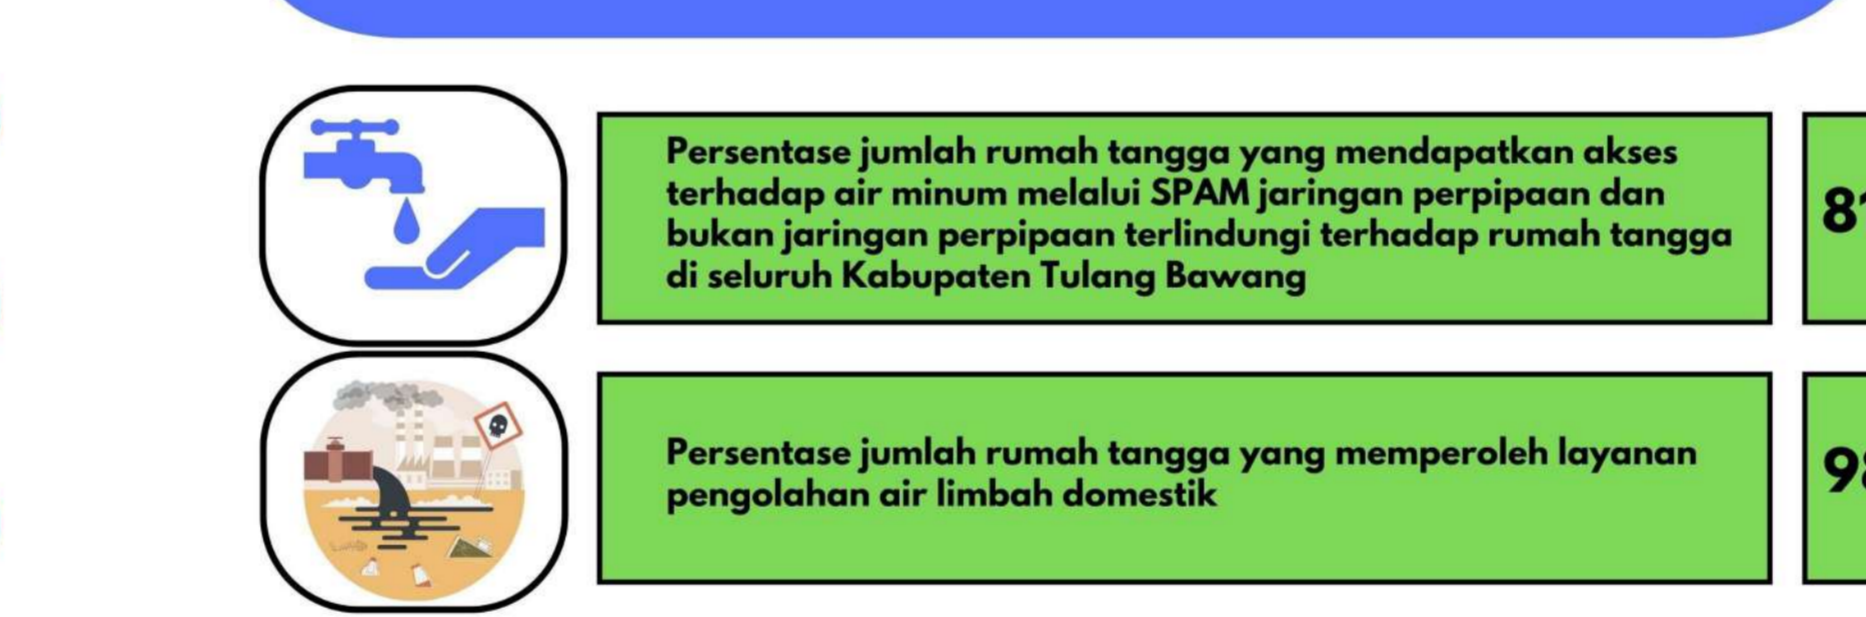 Persentase jumlah rumah tangga yang mendapatkan akses
terhadap air minum melalui SPAM jaringan perpipaan dan
bukan jaringan perpipaan terlindungi terhadap rumah tangga
di seluruh Kabupaten Tulang Bawang
Persentase jumlah rumah tangga yang memperoleh layanan
pengolahan air limbah domestik